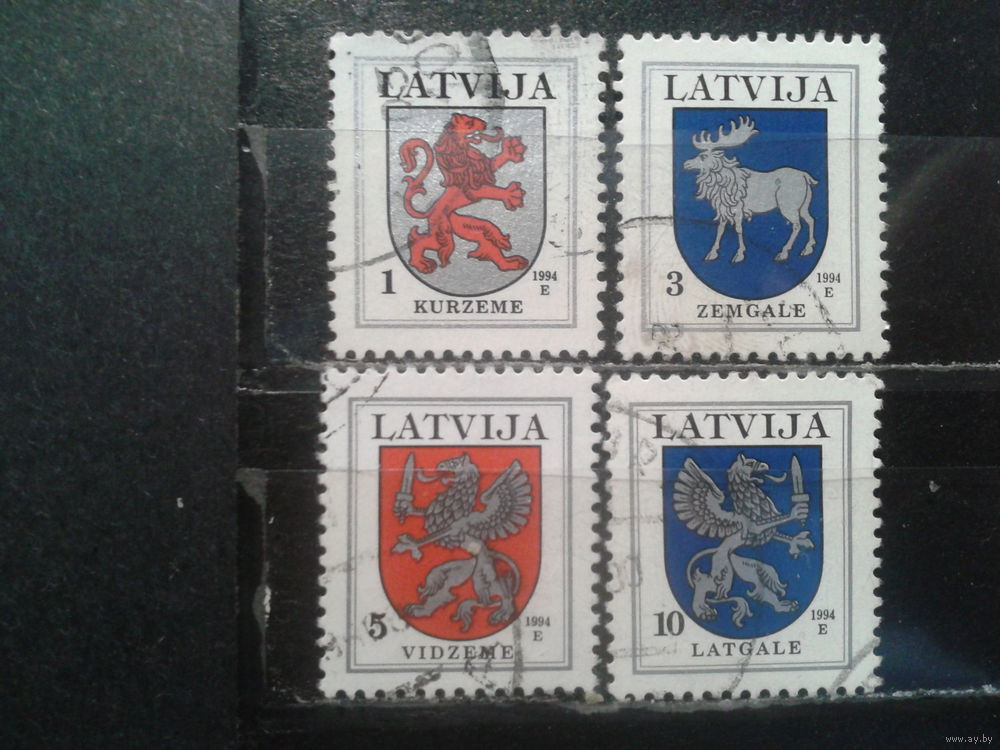 LATVIJA
1
1994
E
KURZEME
LATVIJA
3
1994
E
ZEMGALE
LATVIJA
5
1994
E
VIDZEME
LATVIJA
10
1994
E
LATGALE
www.ay.by